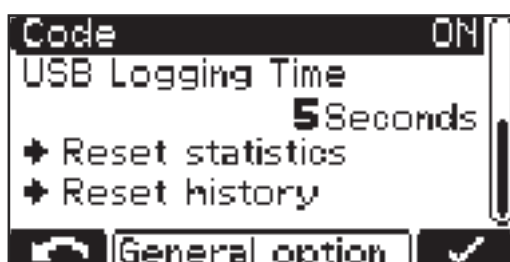 Code ON
USB Logging Time
5 Seconds
Reset statistics
Reset history
General option